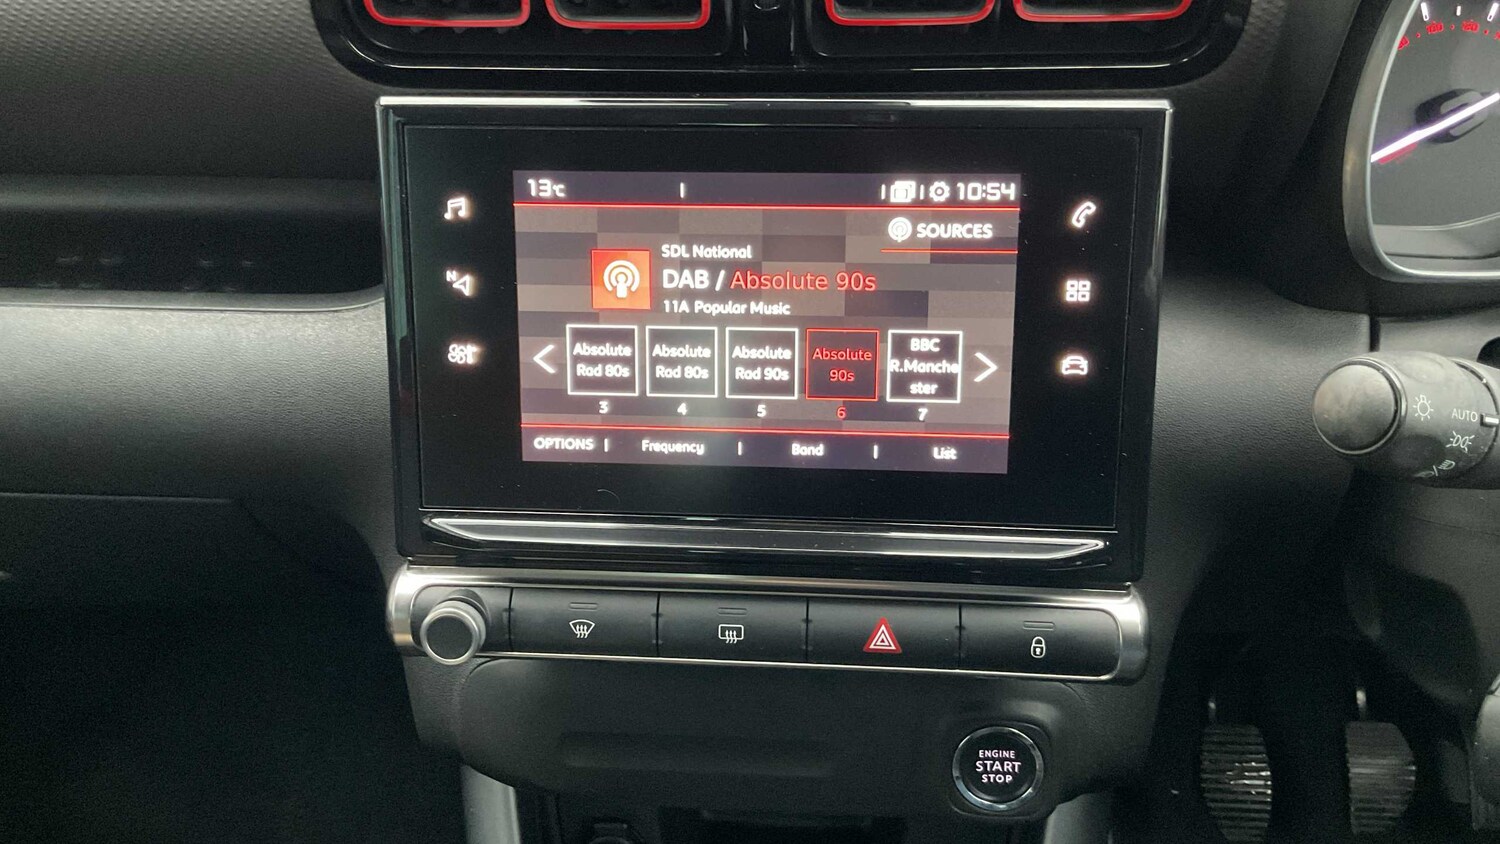 13°C
10:54
SOURCES
SDL National
DAB / Absolute 90s
11A Popular Music
Absolute
Rad 80s
Absolute
Rad 80s
Absolute
Rad 90s
Absolute
90s
BBC
R.Manche
ster
3
4
5
6
7
OPTIONS
Frequency
Band
List
N
AUTO
ENGINE
START
STOP